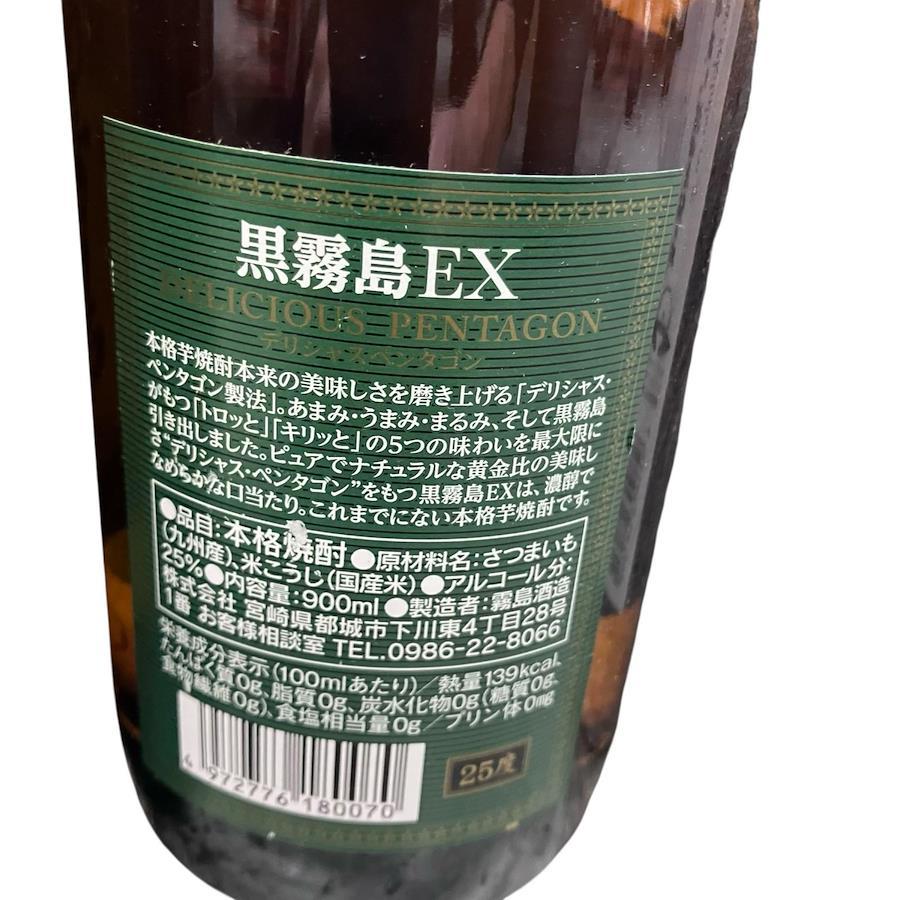 黒霧島EX
DELICIOUS PENTAGON
デリシャスペンタゴン
本格芋焼酎本来の美味しさを磨き上げる「デリシャス・
ペンタゴン製法」。あまみ・うまみ・まるみ、そして黒霧島
がもつ「トロッと」「キリッと」の5つの味わいを最大限に
引き出しました。ピュアでナチュラルな黄金比の美味し
さ“デリシャス・ペンタゴン”をもつ黒霧島EXは、濃醇で
なめらかな口当たり。これまでにない本格芋焼酎です。
●品目:本格焼酎●原材料名:さつまいも
(九州産)、米こうじ(国産米)●アルコール分:
25%●内容量:900ml●製造者:霧島酒造
株式会社 宮崎県都城市下川東4丁目28号
1番 お客様相談室 TEL.0986-22-8066
栄養成分表示(100mlあたり)/熱量139kcal、
たんぱく質0g、脂質0g、炭水化物0g(糖質0g、
食物繊維0g)、食塩相当量0g/プリン体0mg
4 972776 180070
25度